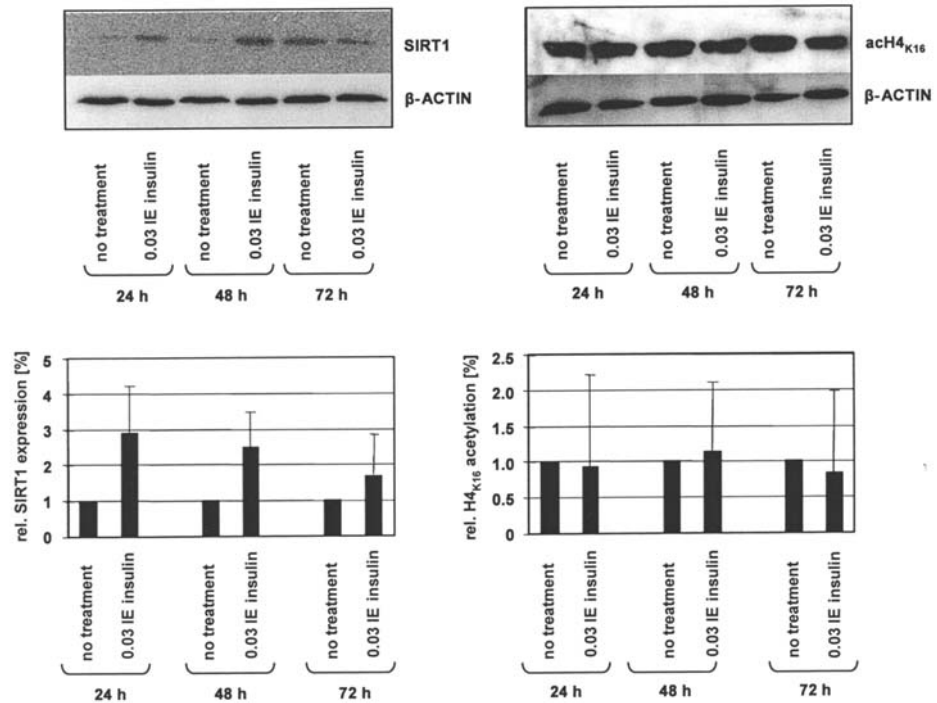 SIRT1
β-ACTIN
no treatment
0.03 IE insulin
no treatment
0.03 IE insulin
no treatment
0.03 IE insulin
24 h
48 h
72 h
acH4K16
β-ACTIN
no treatment
0.03 IE insulin
no treatment
0.03 IE insulin
no treatment
0.03 IE insulin
24 h
48 h
72 h
rel. SIRT1 expression [%]
5
4
3
2
1
0
no treatment
0.03 IE insulin
no treatment
0.03 IE insulin
no treatment
0.03 IE insulin
24 h
48 h
72 h
rel. H4K16 acetylation [%]
2.5
2.0
1.5
1.0
0.5
0
no treatment
0.03 IE insulin
no treatment
0.03 IE insulin
no treatment
0.03 IE insulin
24 h
48 h
72 h